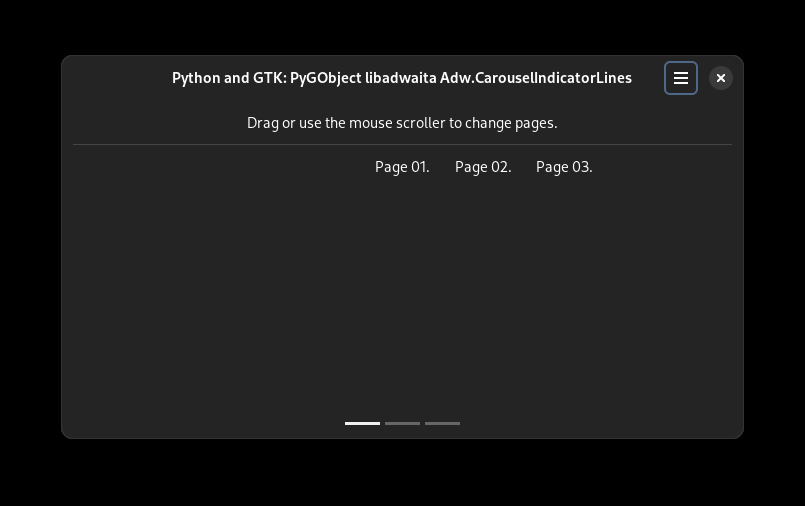 Python and GTK: PyGObject libadwaita Adw.CarouselIndicatorLines
Drag or use the mouse scroller to change pages.
Page 01. Page 02. Page 03.